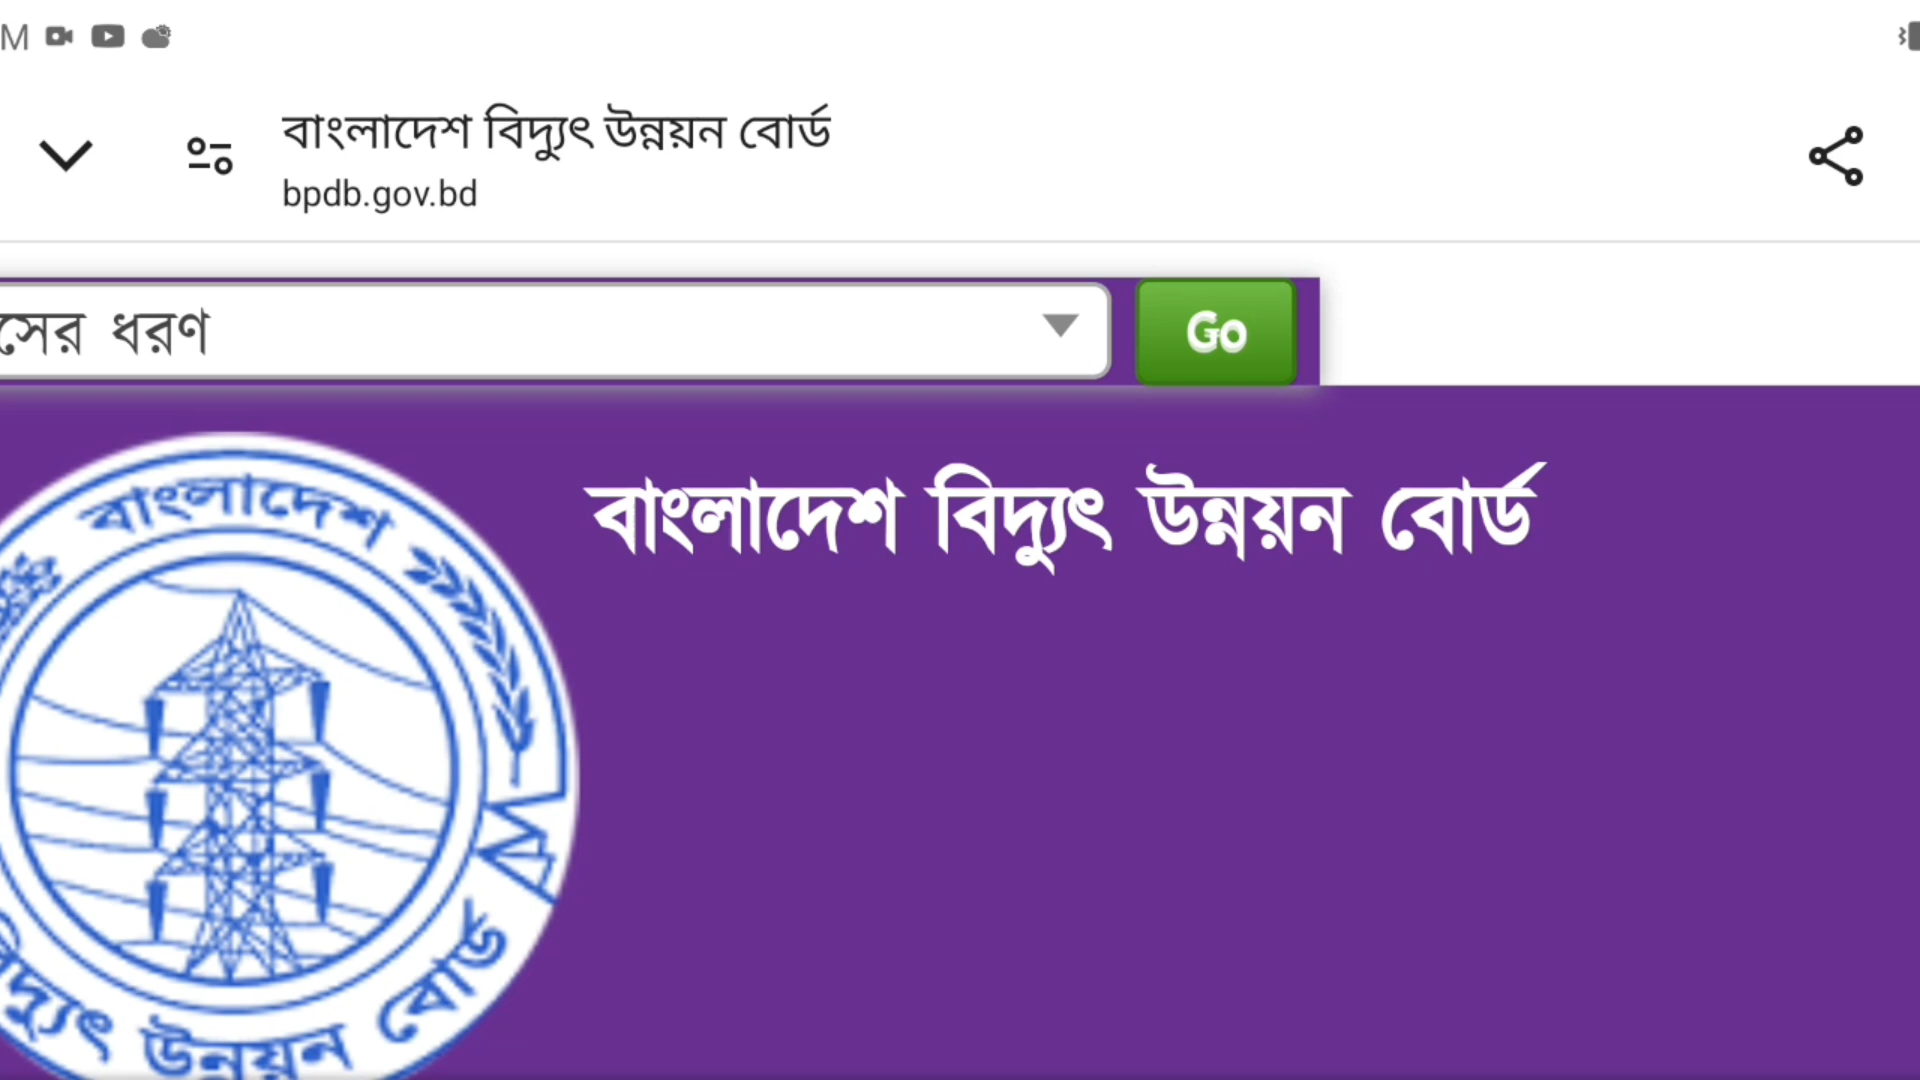 M
বাংলাদেশ বিদ্যুৎ উন্নয়ন বোর্ড
bpdb.gov.bd
ধরণ
Go
বাংলাদেশ বিদ্যুৎ উন্নয়ন বোর্ড
বাংলাদেশ
উন্নয়ন বোর্ড